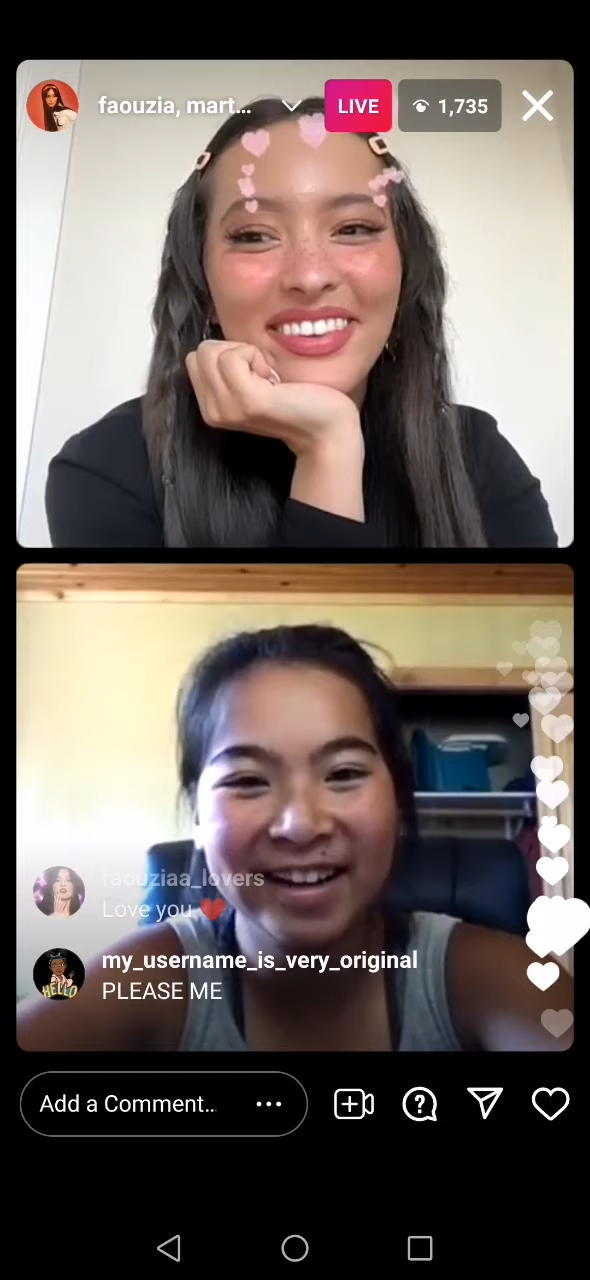 faouzia, mart...
LIVE
1,735
faouziaa_lovers
Love you ❤️
my_username_is_very_original
PLEASE ME
HELLO
Add a Comment...